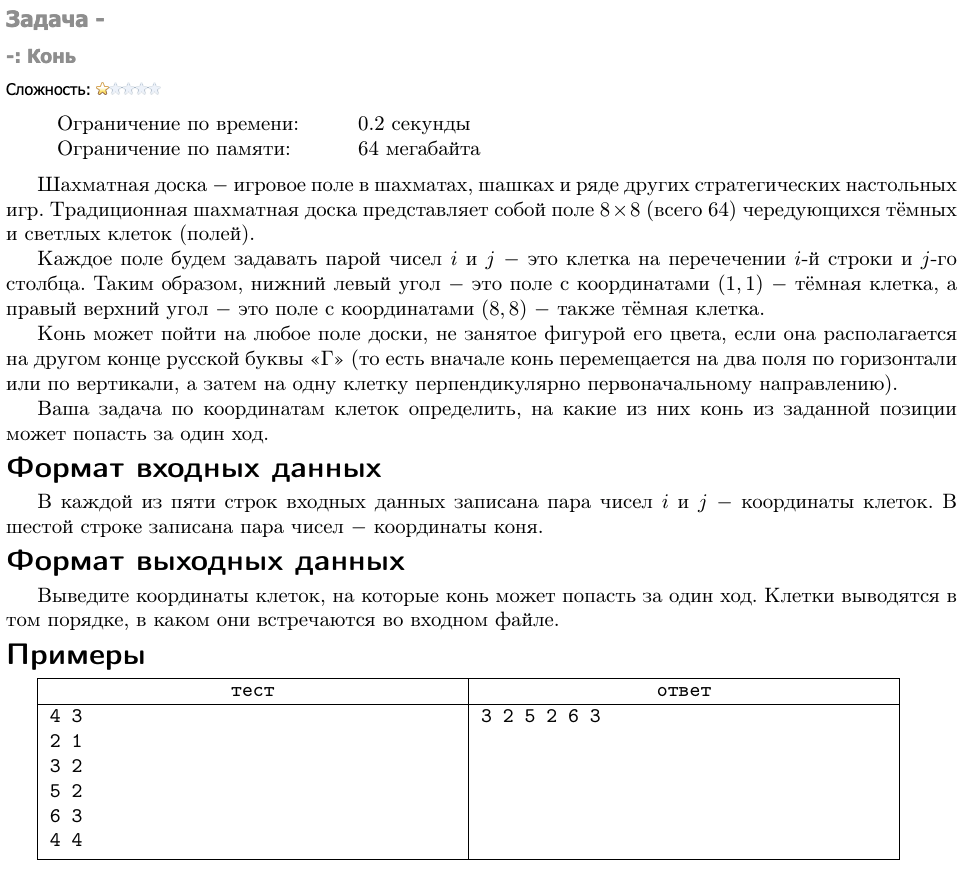 Задача -
-: Конь
Сложность:
Ограничение по времени: 0.2 секунды
Ограничение по памяти: 64 мегабайта
Шахматная доска – игровое поле в шахматах, шашках и ряде других стратегических настольных
игр. Традиционная шахматная доска представляет собой поле 8×8 (всего 64) чередующихся тёмных
и светлых клеток (полей).
Каждое поле будем задавать парой чисел i и j – это клетка на перечечении i-й строки и j-го
столбца. Таким образом, нижний левый угол – это поле с координатами (1, 1) – тёмная клетка, а
правый верхний угол – это поле с координатами (8, 8) – также тёмная клетка.
Конь может пойти на любое поле доски, не занятое фигурой его цвета, если она располагается
на другом конце русской буквы «Г» (то есть вначале конь перемещается на два поля по горизонтали
или по вертикали, а затем на одну клетку перпендикулярно первоначальному направлению).
Ваша задача по координатам клеток определить, на какие из них конь из заданной позиции
может попасть за один ход.
Формат входных данных
В каждой из пяти строк входных данных записана пара чисел i и j – координаты клеток. В
шестой строке записана пара чисел – координаты коня.
Формат выходных данных
Выведите координаты клеток, на которые конь может попасть за один ход. Клетки выводятся в
том порядке, в каком они встречаются во входном файле.
Примеры
тест ответ
4 3 3 2 5 2 6 3
2 1
3 2
5 2
6 3
4 4